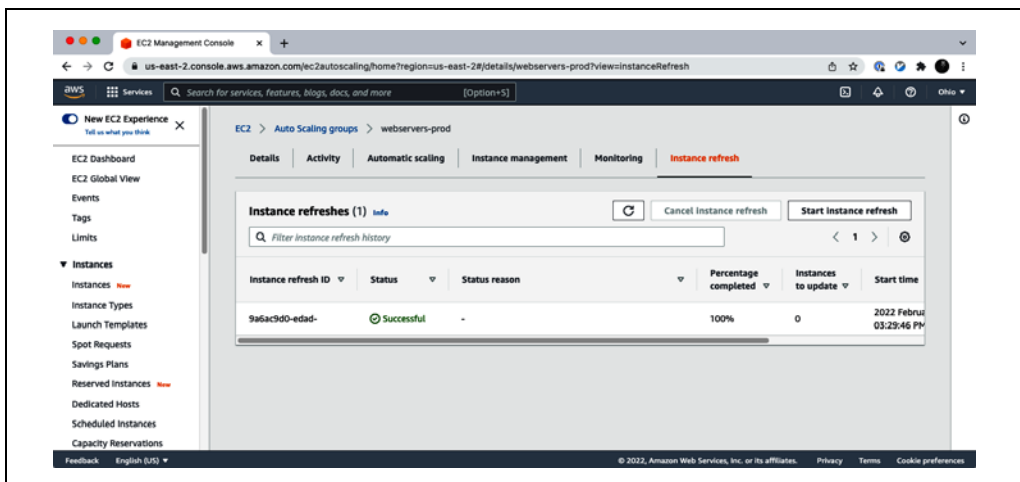 EC2 Management Console
us-east-2.console.aws.amazon.com/ec2autoscaling/home?region=us-east-2#/details/webservers-prod?view=instanceRefresh
aws Services Search for services, features, blogs, docs, and more [Option+S] Ohio
New EC2 Experience
Tell us what you think
EC2 Dashboard
EC2 Global View
Events
Tags
Limits
Instances
Instances New
Instance Types
Launch Templates
Spot Requests
Savings Plans
Reserved Instances New
Dedicated Hosts
Scheduled Instances
Capacity Reservations
EC2 > Auto Scaling groups > webservers-prod
Details Activity Automatic scaling Instance management Monitoring Instance refresh
Instance refreshes (1) Info Cancel instance refresh Start instance refresh
Filter instance refresh history 1
Instance refresh ID Status Status reason Percentage completed Instances to update Start time
9a6ac9d0-edad- Successful - 100% 0 2022 Februa
03:29:46 PM
Feedback English (US) © 2022, Amazon Web Services, Inc. or its affiliates. Privacy Terms Cookie preferences